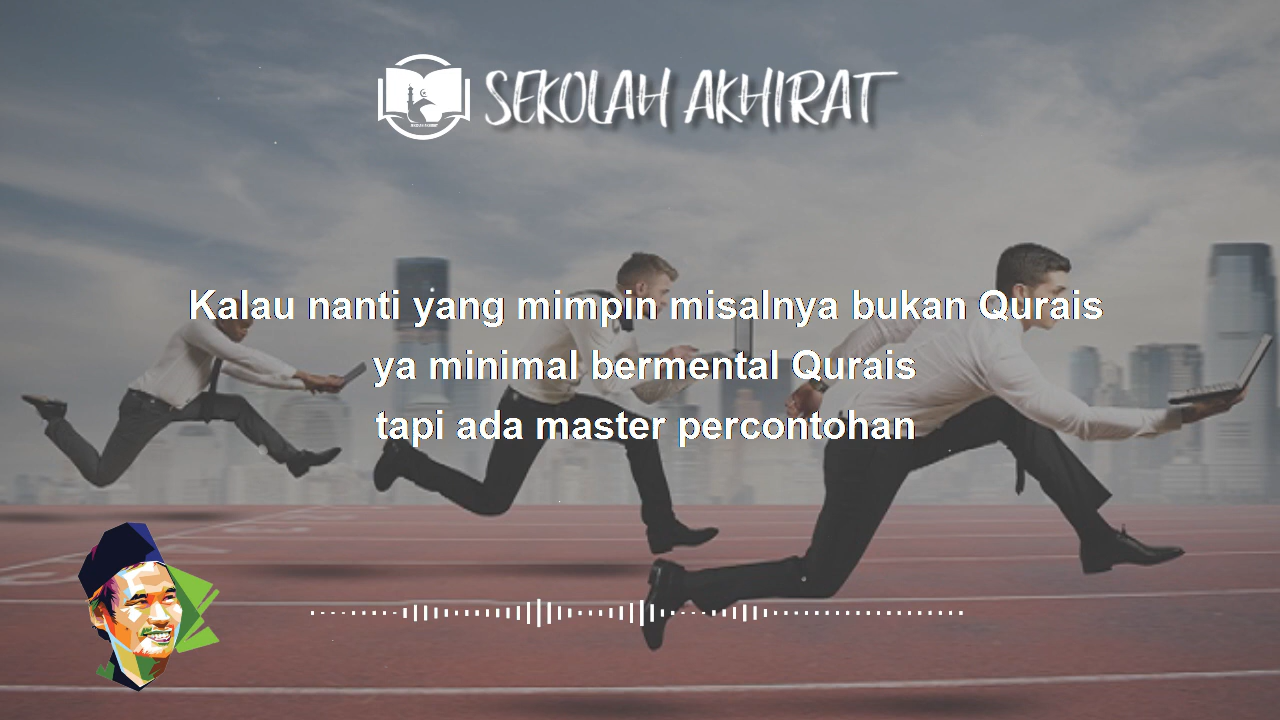 SEKOLAH AKHIRAT
Kalau nanti yang mimpin misalnya bukan Qurais
ya minimal bermental Qurais
tapi ada master percontohan